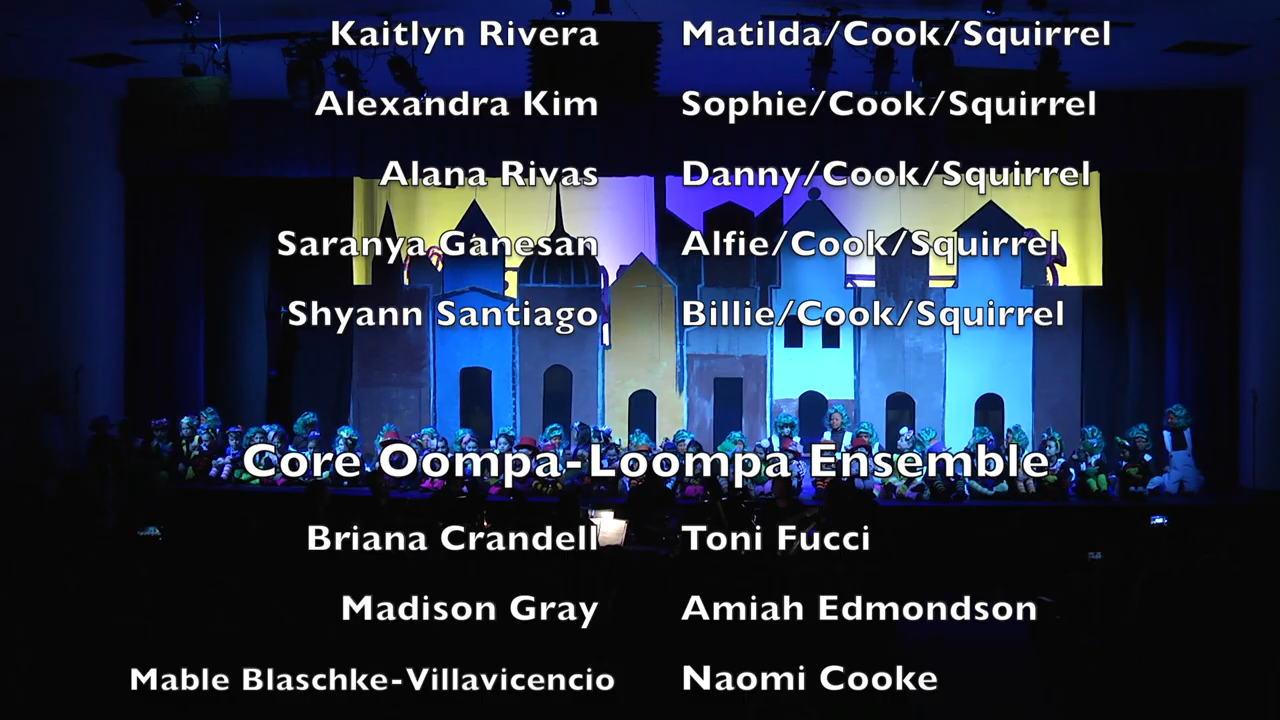 Kaitlyn Rivera Matilda/Cook/Squirrel
Alexandra Kim Sophie/Cook/Squirrel
Alana Rivas Danny/Cook/Squirrel
Saranya Ganesan Alfie/Cook/Squirrel
Shyann Santiago Billie/Cook/Squirrel
Core Oompa-Loompa Ensemble
Briana Crandell Toni Fucci
Madison Gray Amiah Edmondson
Mable Blaschke-Villavicencio Naomi Cooke